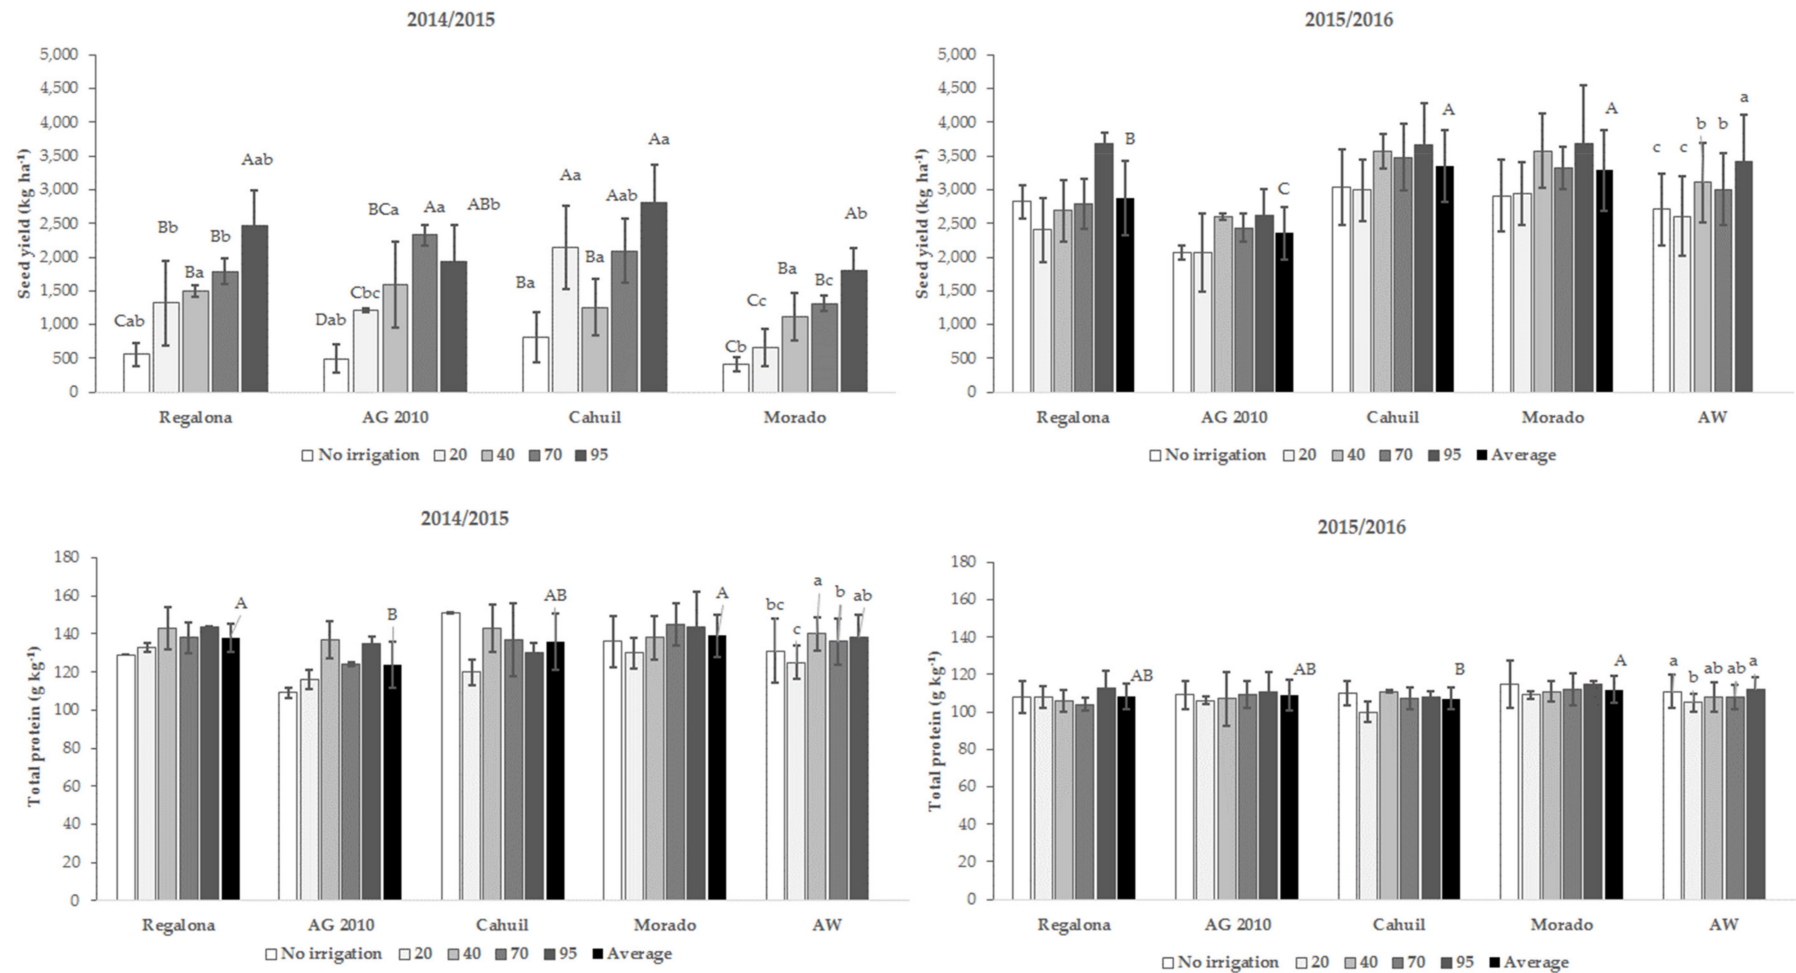 2014/2015
5,000
4,500
4,000
3,500
3,000
2,500
2,000
1,500
1,000
500
0
Seed yield (kg ha⁻¹)
Cab Bb Ba Bb Aab
Dab Cbc BCa Aa ABb
Ba Aa Ba Aab Aa
Cb Cc Ba Bc Ab
Regalona AG 2010 Cahuil Morado
No irrigation 20 40 70 95
2015/2016
5,000
4,500
4,000
3,500
3,000
2,500
2,000
1,500
1,000
500
0
Seed yield (kg ha⁻¹)
B C A A c c b b a
Regalona AG 2010 Cahuil Morado AW
No irrigation 20 40 70 95 Average
2014/2015
180
160
140
120
100
80
60
40
20
0
Total protein (g kg⁻¹)
A B AB A bc c a b ab
Regalona AG 2010 Cahuil Morado AW
No irrigation 20 40 70 95 Average
2015/2016
180
160
140
120
100
80
60
40
20
0
Total protein (g kg⁻¹)
AB AB B A a b ab ab a
Regalona AG 2010 Cahuil Morado AW
No irrigation 20 40 70 95 Average